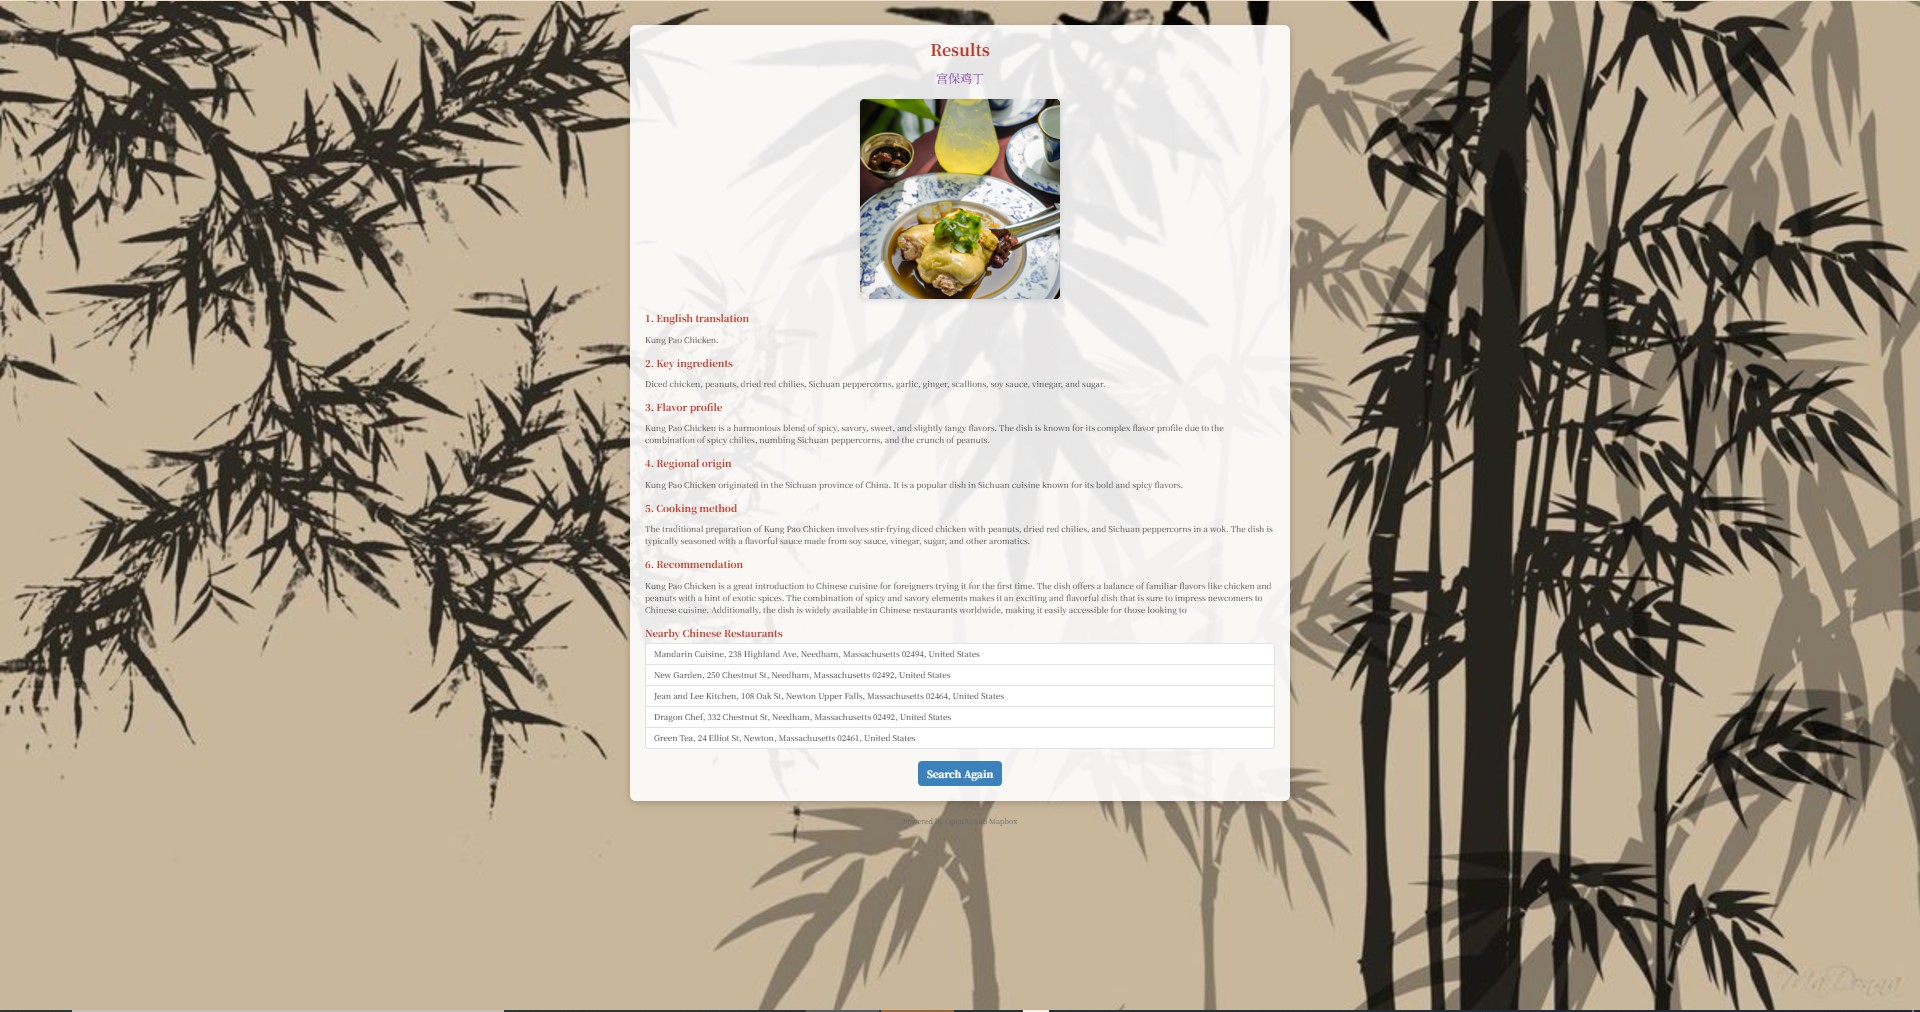 Results
宫保鸡丁
1. English translation
Kung Pao Chicken.
2. Key ingredients
Diced chicken, peanuts, dried red chilies, Sichuan peppercorns, garlic, ginger, scallions, soy sauce, vinegar, and sugar.
3. Flavor profile
Kung Pao Chicken is a harmonious blend of spicy, savory, sweet, and slightly tangy flavors. The dish is known for its complex flavor profile due to the
combination of spicy chilies, numbing Sichuan peppercorns, and the crunch of peanuts.
4. Regional origin
Kung Pao Chicken originated in the Sichuan province of China. It is a popular dish in Sichuan cuisine known for its bold and spicy flavors.
5. Cooking method
The traditional preparation of Kung Pao Chicken involves stir-frying diced chicken with peanuts, dried red chilies, and Sichuan peppercorns in a wok. The dish is
typically seasoned with a flavorful sauce made from soy sauce, vinegar, sugar, and other aromatics.
6. Recommendation
Kung Pao Chicken is a great introduction to Chinese cuisine for foreigners trying it for the first time. The dish offers a balance of familiar flavors like chicken and
peanuts with a hint of exotic spices. The combination of spicy and savory elements makes it an exciting and flavorful dish that is sure to impress newcomers to
Chinese cuisine. Additionally, the dish is widely available in Chinese restaurants worldwide, making it easily accessible for those looking to
Nearby Chinese Restaurants
Mandarin Cuisine, 238 Highland Ave, Needham, Massachusetts 02494, United States
New Garden, 250 Chestnut St, Needham, Massachusetts 02492, United States
Jean and Lee Kitchen, 108 Oak St, Newton Upper Falls, Massachusetts 02464, United States
Dragon Chef, 332 Chestnut St, Needham, Massachusetts 02492, United States
Green Tea, 24 Elliot St, Newton, Massachusetts 02461, United States
Search Again
Powered by and Mapbox
MaDonna